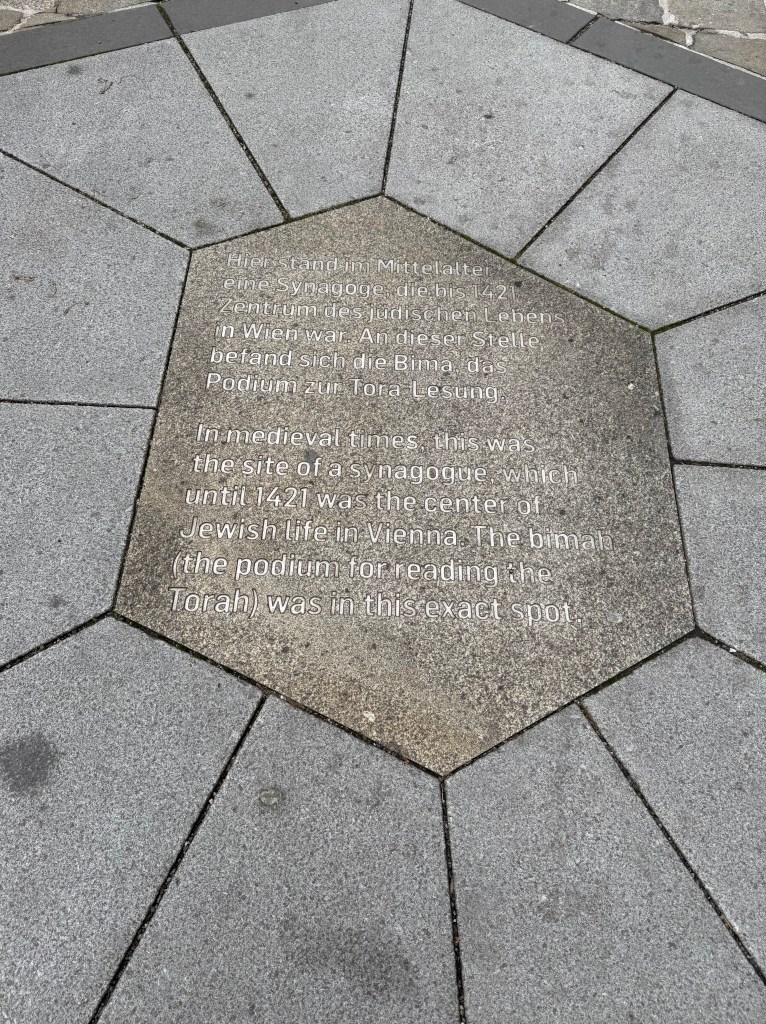 Hier stand im Mittelalter
eine Synagoge, die bis 1421
Zentrum des jüdischen Lebens
in Wien war. An dieser Stelle
befand sich die Bima, das
Podium zur Tora-Lesung.
In medieval times, this was
the site of a synagogue, which
until 1421 was the center of
Jewish life in Vienna. The bimah
(the podium for reading the
Torah) was in this exact spot.